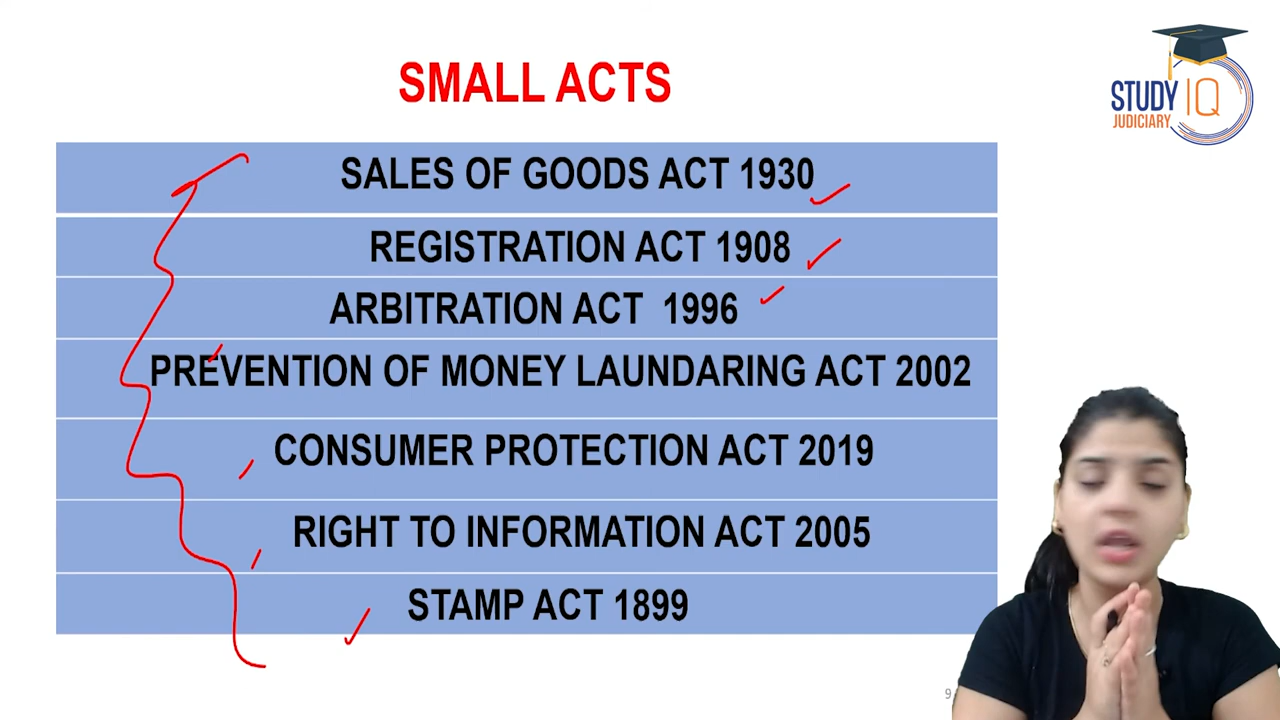 SMALL ACTS
STUDY IQ
JUDICIARY
SALES OF GOODS ACT 1930
REGISTRATION ACT 1908
ARBITRATION ACT 1996
PREVENTION OF MONEY LAUNDARING ACT 2002
CONSUMER PROTECTION ACT 2019
RIGHT TO INFORMATION ACT 2005
STAMP ACT 1899
9